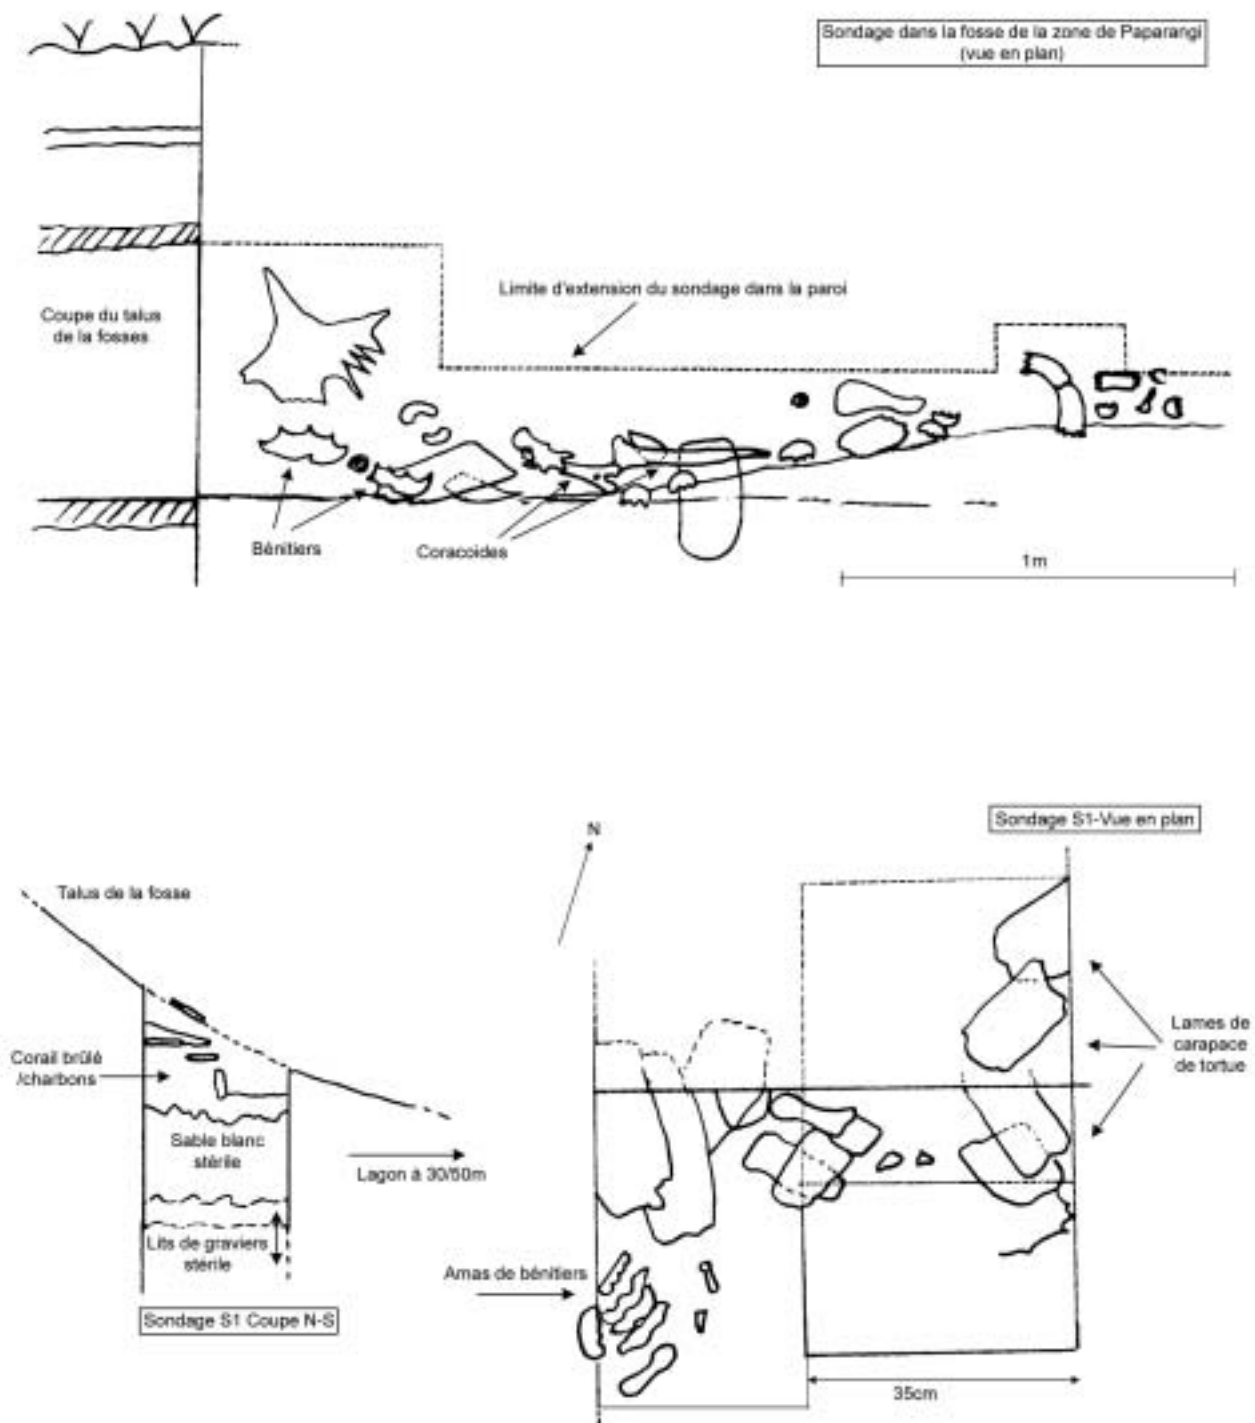 Sondage dans la fosse de la zone de Paparangi
(vue en plan)
Limite d'extension du sondage dans la paroi
Coupe du talus
de la fosses
Bénitiers
Coracoides
1m
Sondage S1-Vue en plan
N
Talus de la fosse
Lames de
carapace
de tortue
Corail brûlé
/charbons
Sable blanc
stérile
Lagon à 30/50m
Lits de graviers
stérile
Amas de bénitiers
Sondage S1 Coupe N-S
35cm